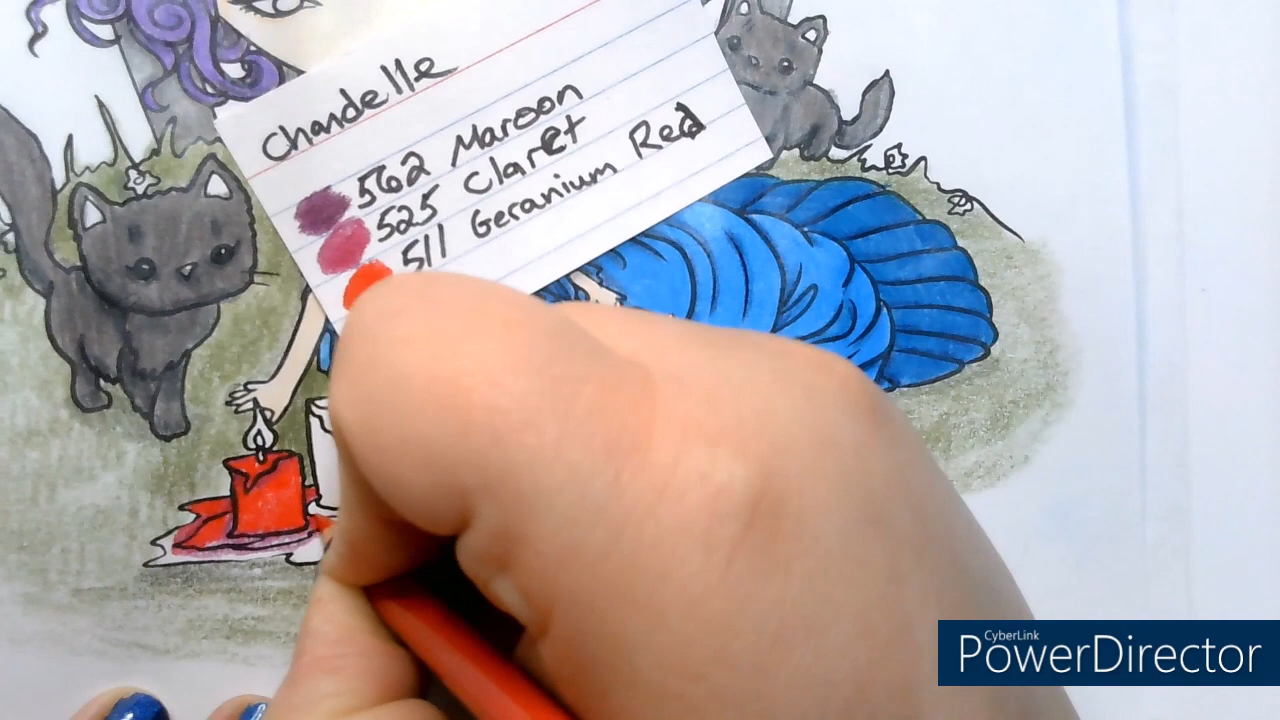 Chandelle
562 Maroon
525 Claret
511 Geranium Red
CyberLink
PowerDirector